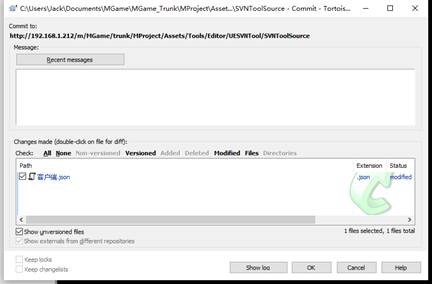 C:\Users\Jack\Documents\MGame\MGame_Trunk\MProject\Asset...\SVNToolSource - Commit - Tortois...
Commit to:
http://192.168.1.212/m/MGame/trunk/MProject/Assets/Tools/Editor/UESVNTool/SVNToolSource
Message:
Recent messages
Changes made (double-click on file for diff):
Check: All None Non-versioned Versioned Added Deleted Modified Files Directories
Path Extension Status
客户端.json .json modified
Show unversioned files 1 files selected, 1 files total
Show externals from different repositories
Keep locks
Keep changelists
Show log OK Cancel Help